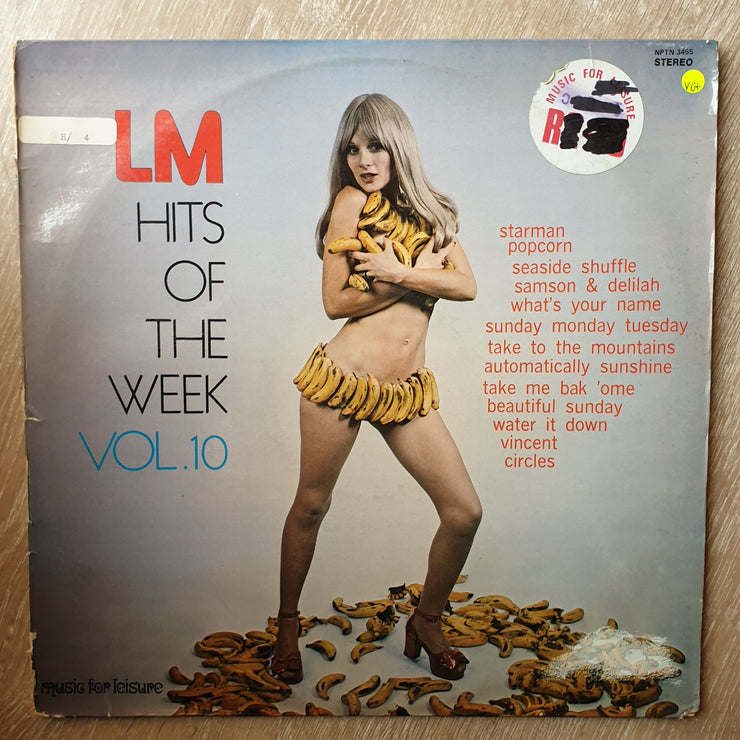 NPTN 3455
STEREO
VG+
MUSIC FOR
E/ 4
LM
HITS
OF
THE
WEEK
VOL.10
starman
popcorn
seaside shuffle
samson & delilah
what's your name
sunday monday tuesday
take to the mountains
automatically sunshine
take me bak 'ome
beautiful sunday
water it down
vincent
circles
music for leisure